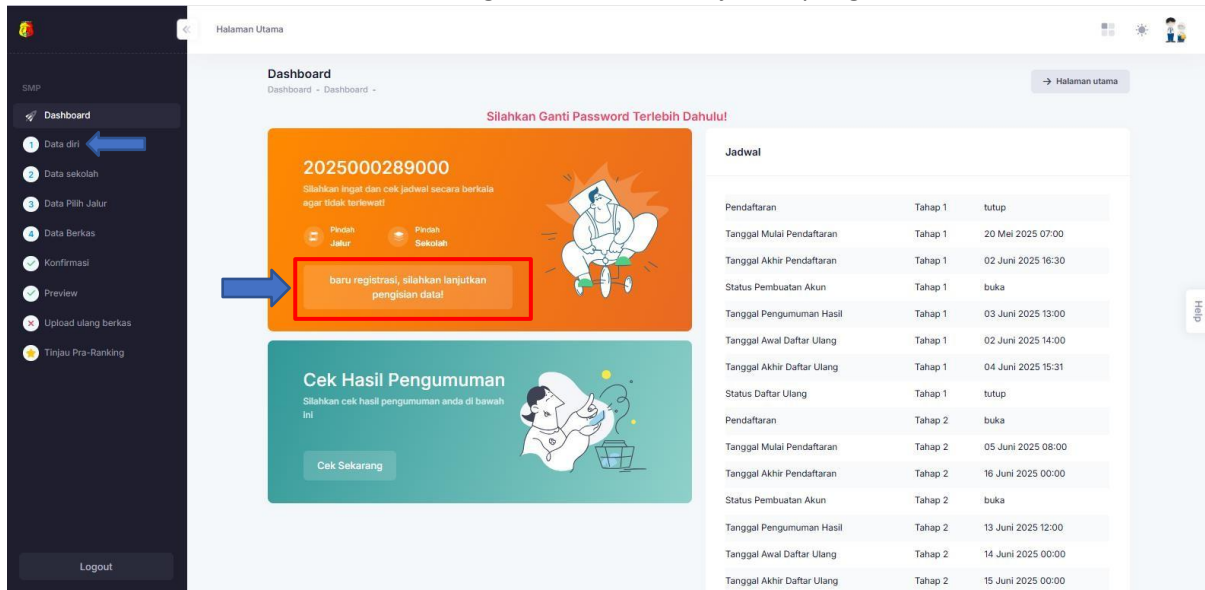 Halaman Utama
SMP
Dashboard
1 Data diri
2 Data sekolah
3 Data Pilih Jalur
4 Data Berkas
Konfirmasi
Preview
Upload ulang berkas
Tinjau Pra-Ranking
Logout
Dashboard
Dashboard - Dashboard -
→ Halaman utama
Silahkan Ganti Password Terlebih Dahulu!
2025000289000
Silahkan ingat dan cek jadwal secara berkala
agar tidak terlewat!
Pindah
Jalur
Pindah
Sekolah
baru registrasi, silahkan lanjutkan
pengisian data!
Cek Hasil Pengumuman
Silahkan cek hasil pengumuman anda di bawah
ini
Cek Sekarang
Jadwal
Pendaftaran Tahap 1 tutup
Tanggal Mulai Pendaftaran Tahap 1 20 Mei 2025 07:00
Tanggal Akhir Pendaftaran Tahap 1 02 Juni 2025 16:30
Status Pembuatan Akun Tahap 1 buka
Tanggal Pengumuman Hasil Tahap 1 03 Juni 2025 13:00
Tanggal Awal Daftar Ulang Tahap 1 02 Juni 2025 14:00
Tanggal Akhir Daftar Ulang Tahap 1 04 Juni 2025 15:31
Status Daftar Ulang Tahap 1 tutup
Pendaftaran Tahap 2 buka
Tanggal Mulai Pendaftaran Tahap 2 05 Juni 2025 08:00
Tanggal Akhir Pendaftaran Tahap 2 16 Juni 2025 00:00
Status Pembuatan Akun Tahap 2 buka
Tanggal Pengumuman Hasil Tahap 2 13 Juni 2025 12:00
Tanggal Awal Daftar Ulang Tahap 2 14 Juni 2025 00:00
Tanggal Akhir Daftar Ulang Tahap 2 15 Juni 2025 00:00
Help